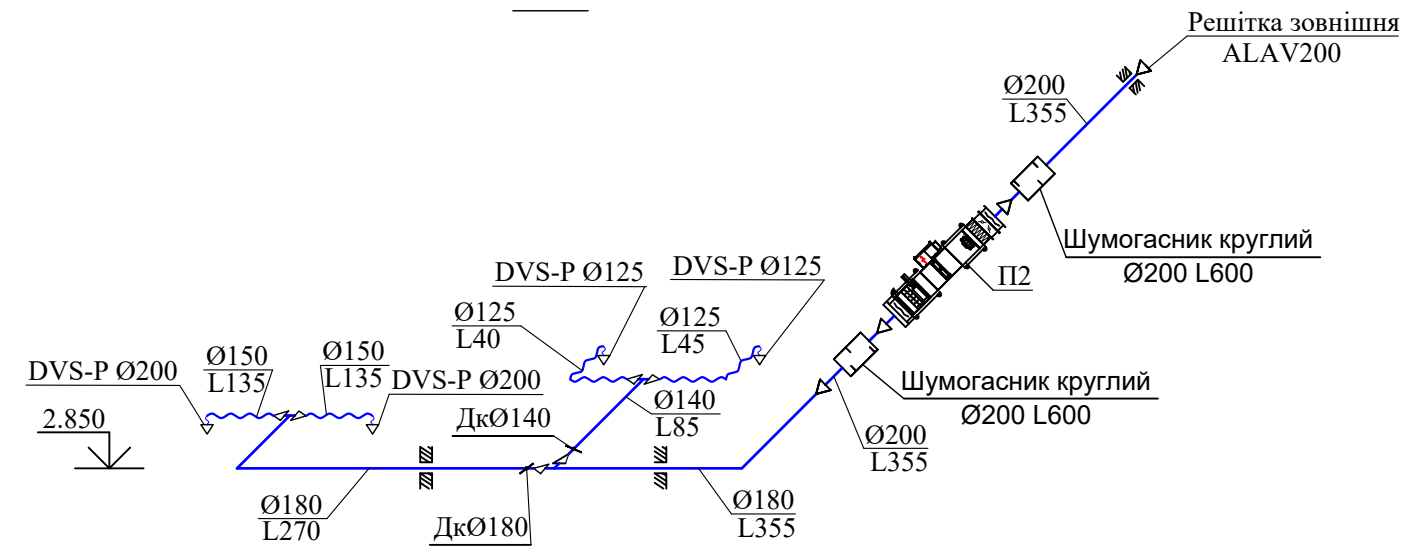 Решітка зовнішня
ALAV200
Ø200
L355
Шумогасник круглий
Ø200 L600
П2
DVS-P Ø125
DVS-P Ø125
Ø125
L40
Ø125
L45
DVS-P Ø200
Ø150
L135
Ø150
L135
DVS-P Ø200
Шумогасник круглий
Ø200 L600
2.850
ДкØ140
Ø140
L85
Ø200
L355
Ø180
L270
ДкØ180
Ø180
L355